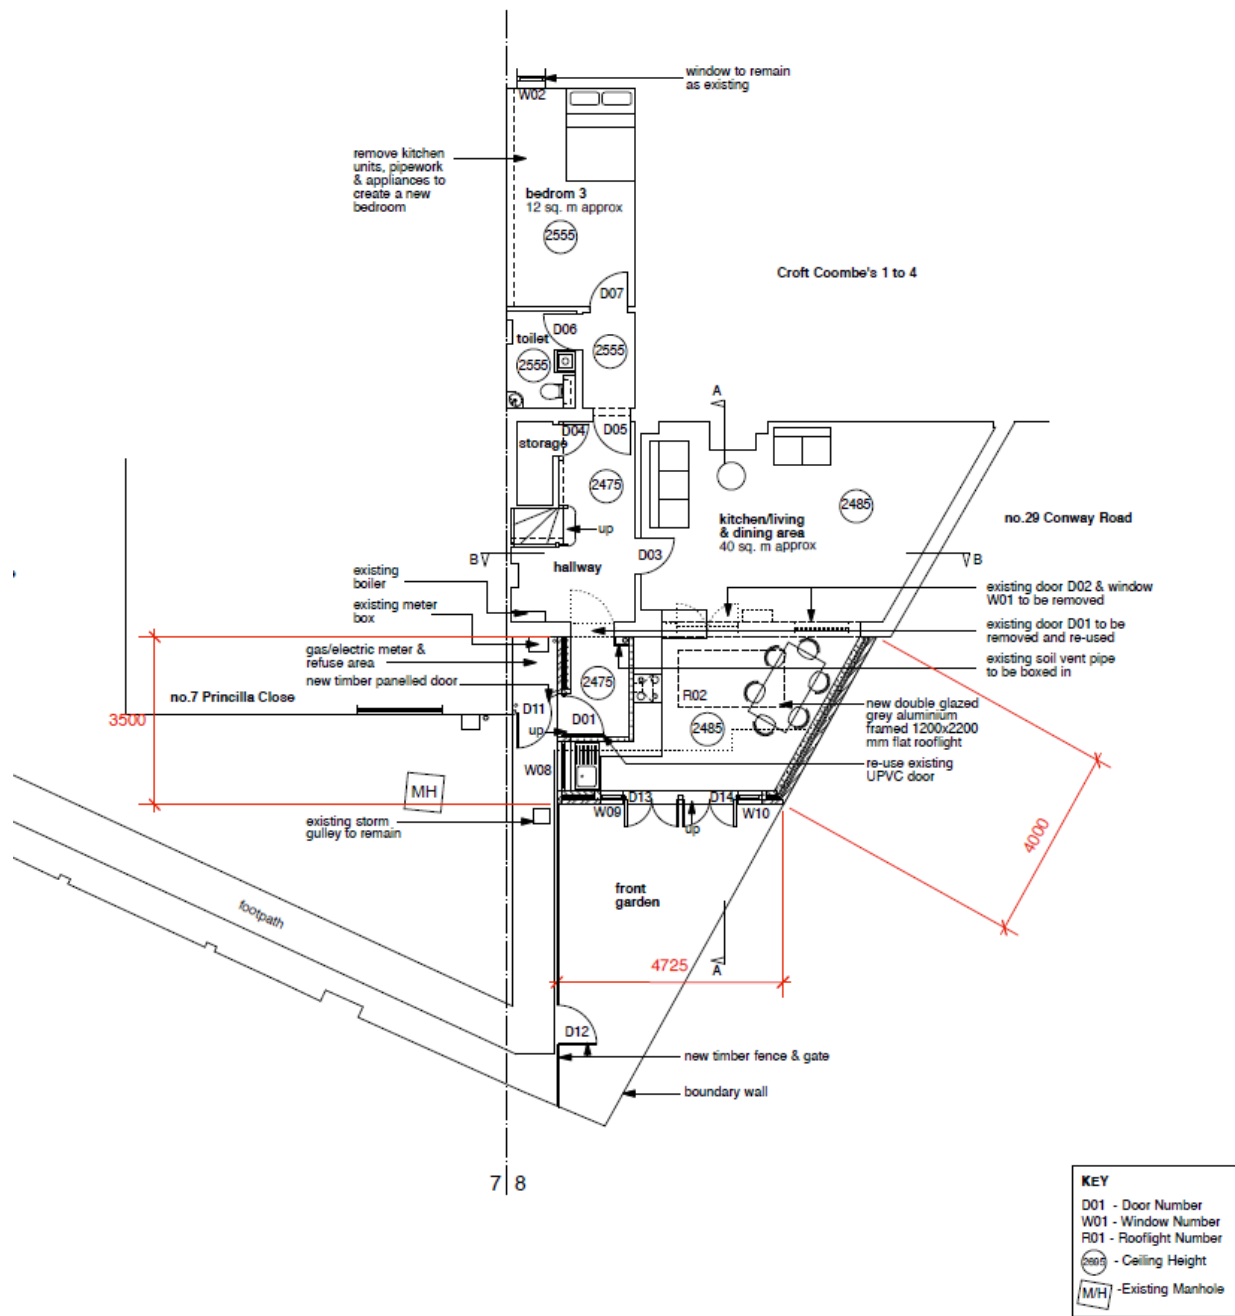 window to remain
as existing
W02
remove kitchen
units, pipework
& appliances to
create a new
bedroom
bedrom 3
12 sq. m approx
2555
Croft Coombe's 1 to 4
D07
D06
toilet
2555
2555
A
D04
D05
storage
2475
2485
up
kitchen/living
& dining area
40 sq. m approx
no.29 Conway Road
B
D03
B
hallway
existing
boiler
existing door D02 & window
W01 to be removed
existing meter
box
existing door D01 to be
removed and re-used
gas/electric meter &
refuse area
existing soil vent pipe
to be boxed in
new timber panelled door
2475
no.7 Princilla Close
R02
3500
D11
D01
new double glazed
grey aluminium
framed 1200x2200
mm flat rooflight
2485
up
re-use existing
UPVC door
W08
MH
D13
D14
W09
W10
existing storm
gulley to remain
up
4000
front
garden
footpath
4725
A
D12
new timber fence & gate
boundary wall
7 8
KEY
D01 - Door Number
W01 - Window Number
R01 - Rooflight Number
2695 - Ceiling Height
M/H -Existing Manhole